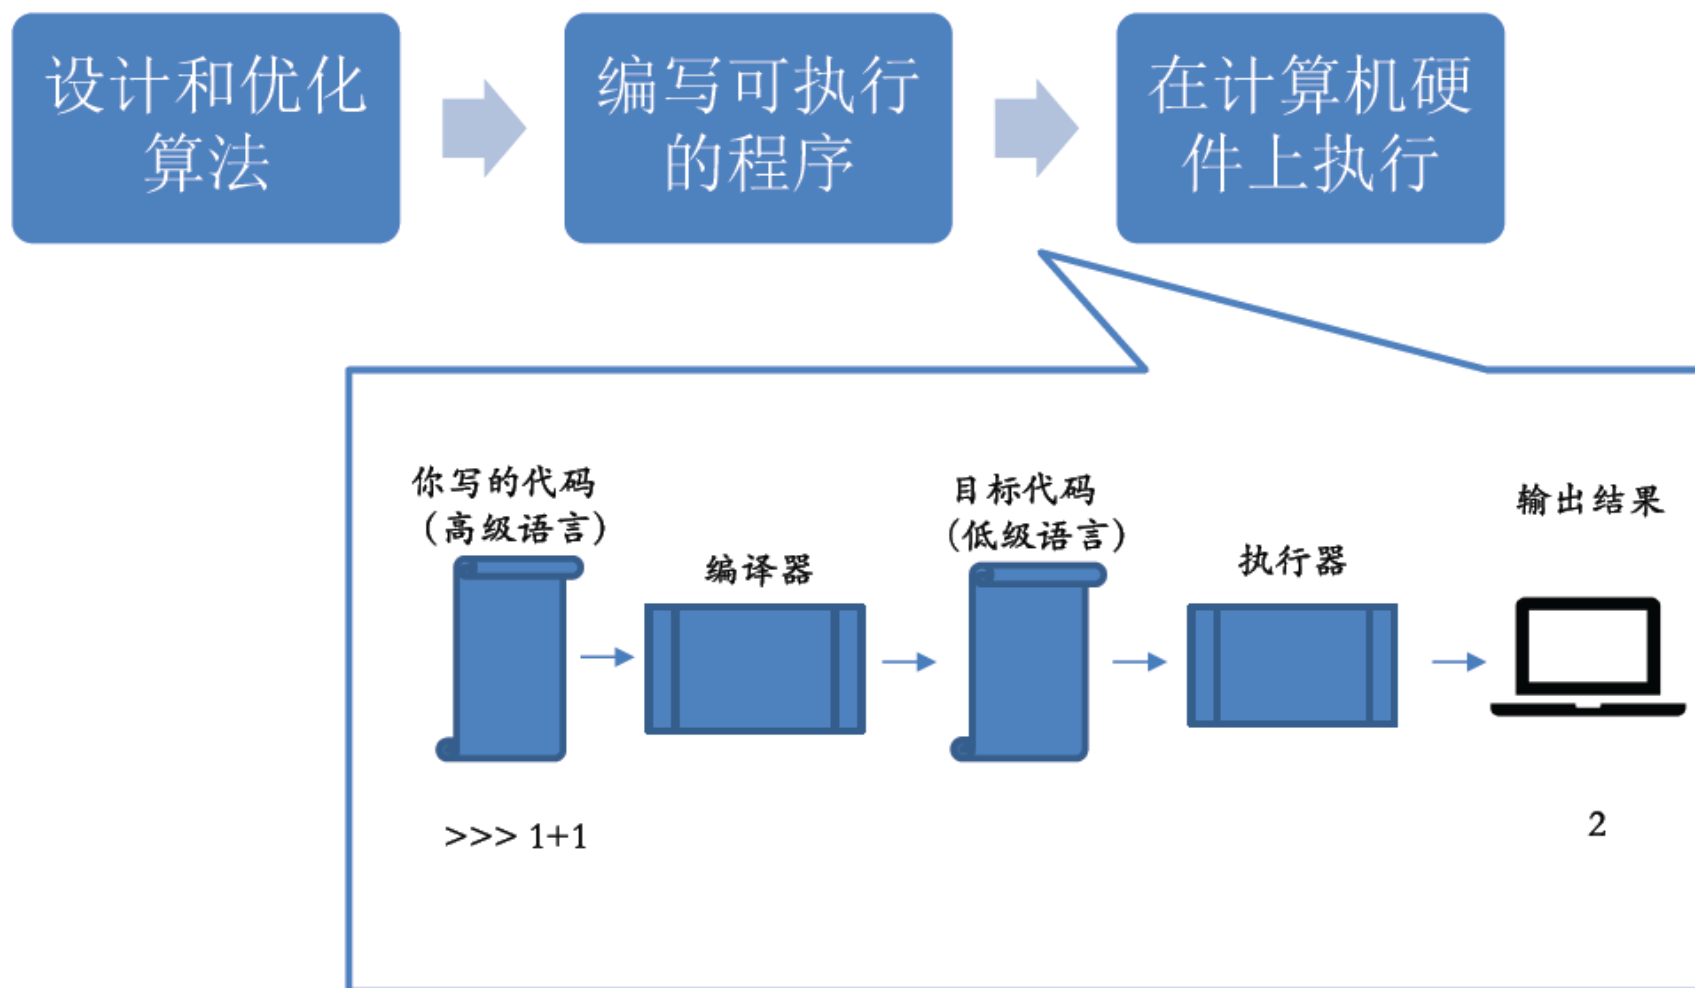 设计和优化
算法
编写可执行
的程序
在计算机硬
件上执行
你写的代码
（高级语言）
编译器
目标代码
(低级语言)
执行器
输出结果
>>> 1+1
2